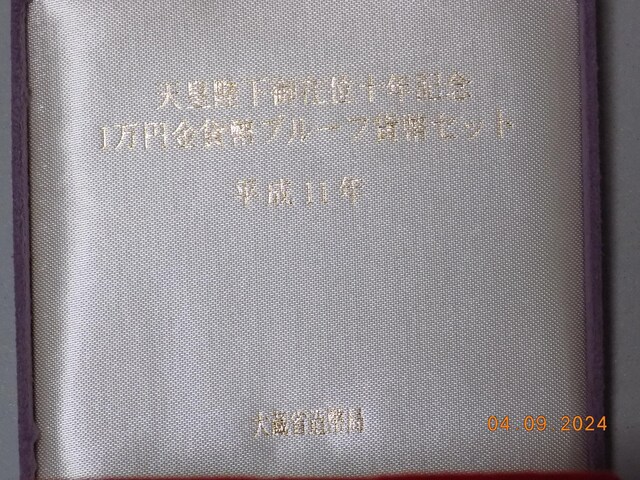 天皇陛下御在位十年記念
1万円金貨幣プルーフ貨幣セット
平成11年
大蔵省造幣局
04.09.2024